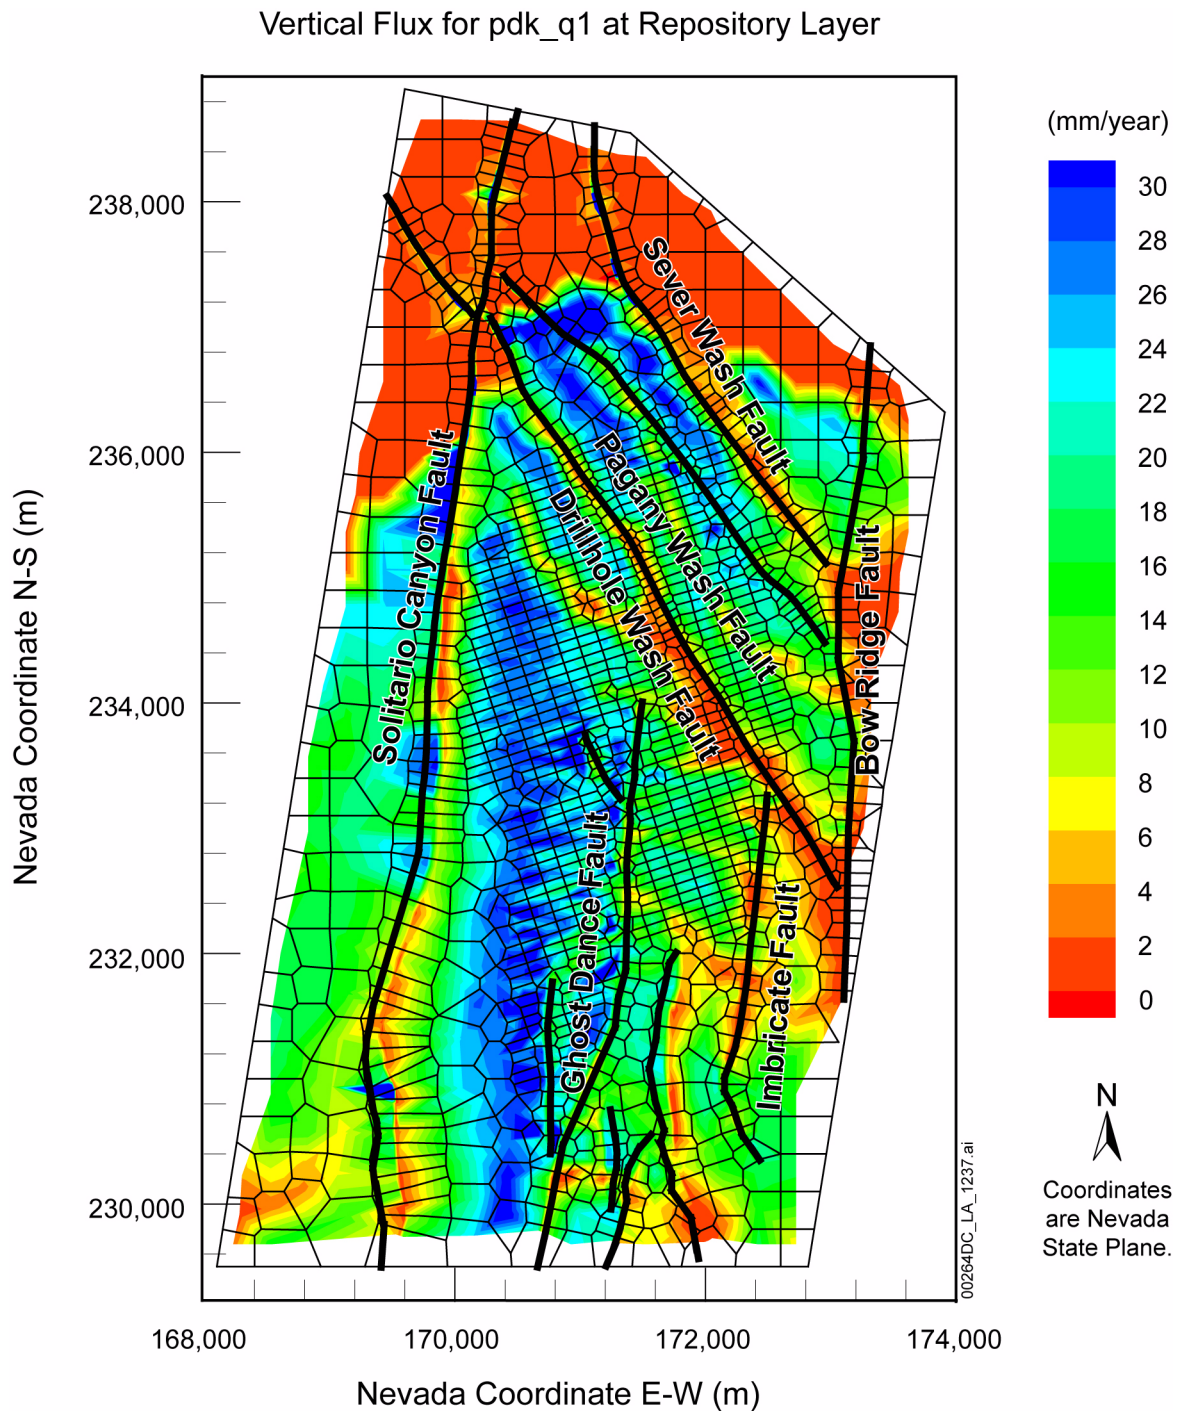 Vertical Flux for pdk_q1 at Repository Layer
(mm/year)
30
28
26
24
22
20
18
16
14
12
10
8
6
4
2
0
238,000
236,000
234,000
232,000
230,000
Nevada Coordinate N-S (m)
168,000
170,000
172,000
174,000
Nevada Coordinate E-W (m)
Sever Wash Fault
Pagany Wash Fault
Drillhole Wash Fault
Solitario Canyon Fault
Bow Ridge Fault
Ghost Dance Fault
Imbricate Fault
N
Coordinates
are Nevada
State Plane.
00264DC_LA_1237.ai